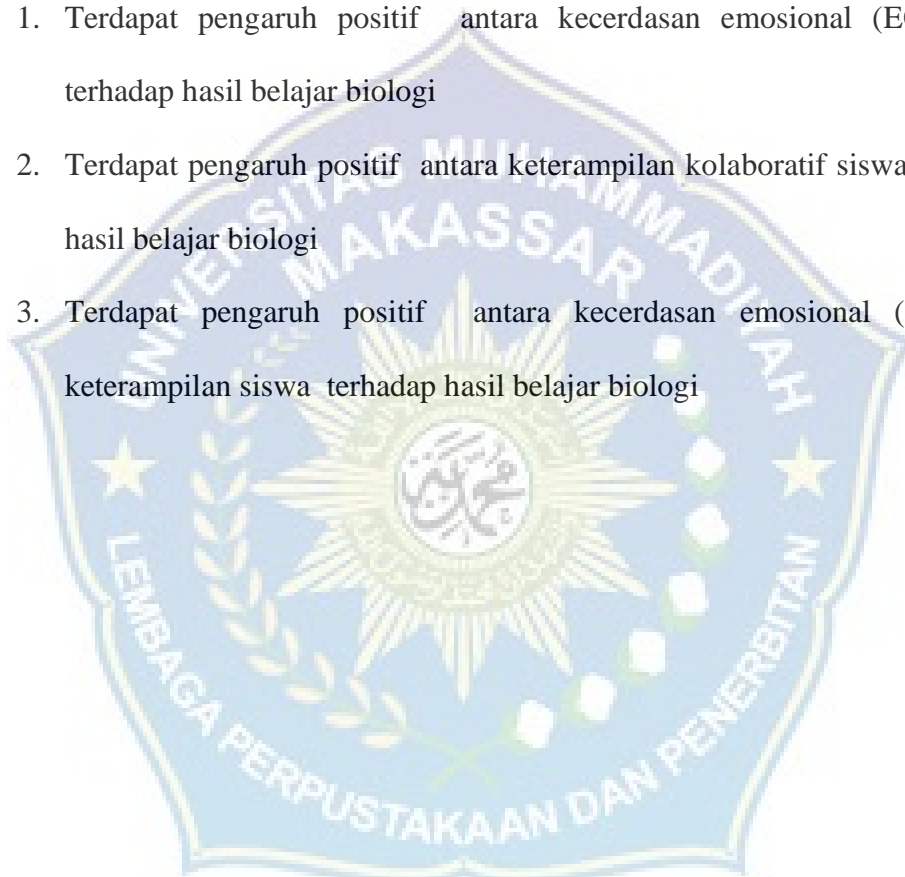 1. Terdapat pengaruh positif antara kecerdasan emosional (E
terhadap hasil belajar biologi
2. Terdapat pengaruh positif antara keterampilan kolaboratif siswa
hasil belajar biologi
3. Terdapat pengaruh positif antara kecerdasan emosional (
keterampilan siswa terhadap hasil belajar biologi
UNIVERSITAS MUHAMMADIYAH
MAKASSAR
LEMBAGA PERPUSTAKAAN DAN PENERBITAN